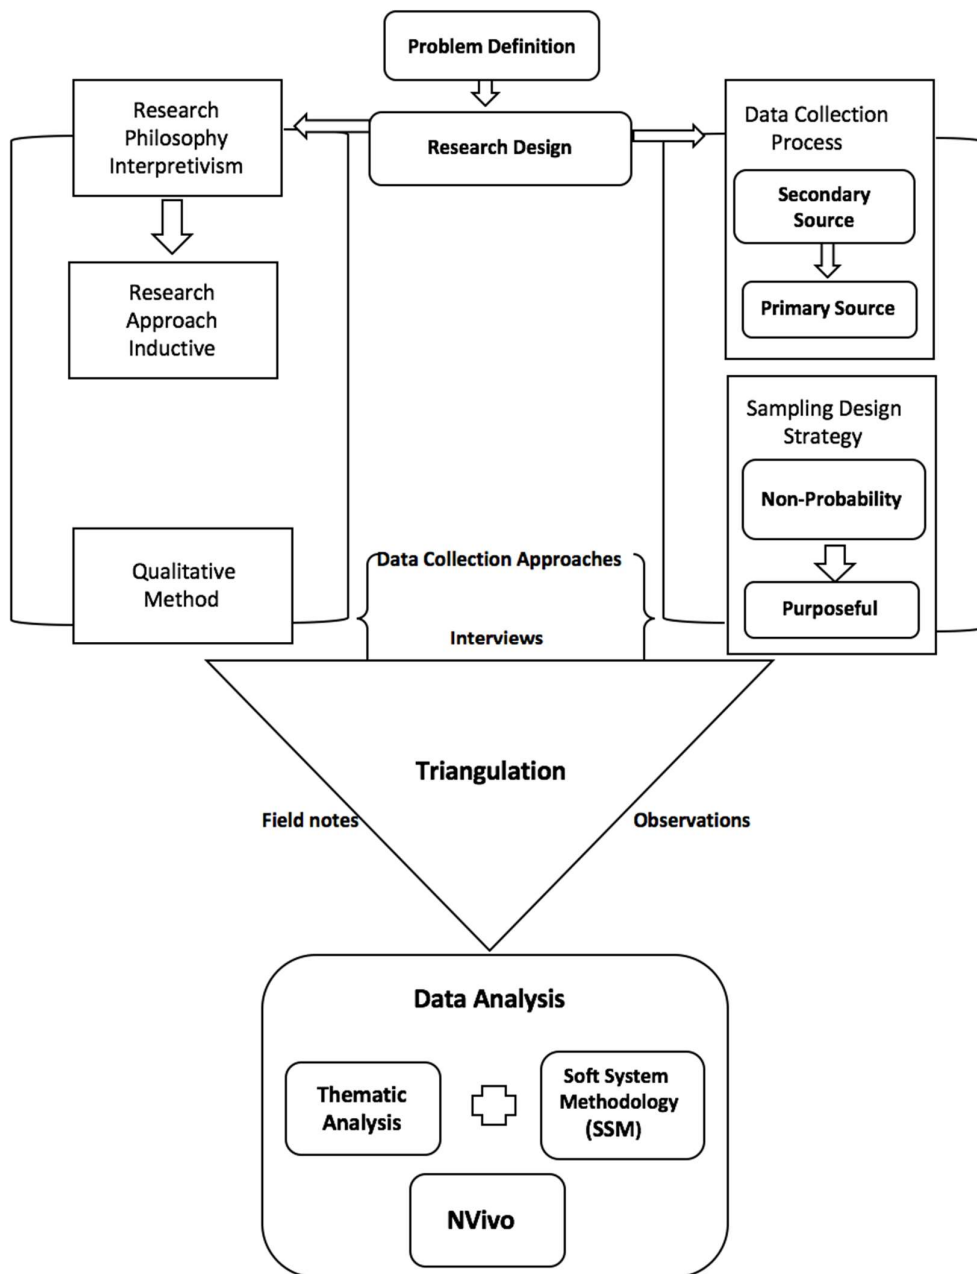 Problem Definition
Research Design
Research
Philosophy
Interpretivism
Research
Approach
Inductive
Qualitative
Method
Data Collection
Process
Secondary
Source
Primary Source
Sampling Design
Strategy
Non-Probability
Purposeful
Data Collection Approaches
Interviews
Triangulation
Field notes
Observations
Data Analysis
Thematic
Analysis
Soft System
Methodology
(SSM)
NVivo